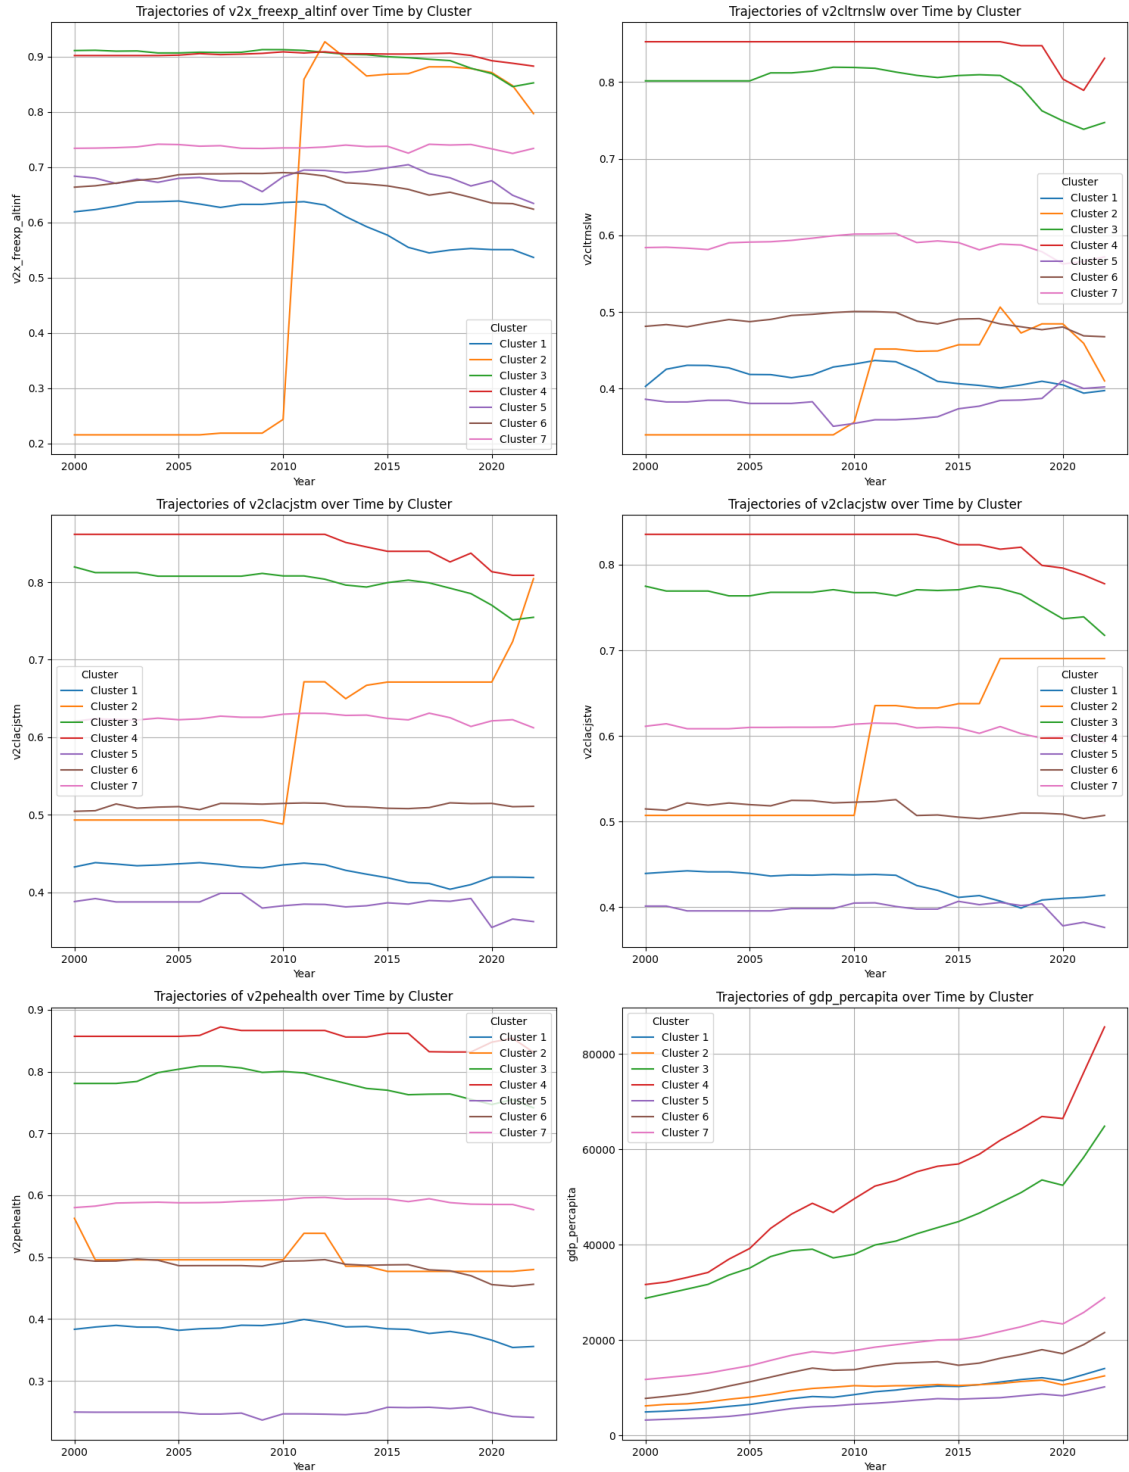 Trajectories of v2x_freexp_altinf over Time by Cluster
v2x_freexp_altinf
0.9
0.8
0.7
0.6
0.5
0.4
0.3
0.2
2000
2005
2010
2015
2020
Year
Cluster
Cluster 1
Cluster 2
Cluster 3
Cluster 4
Cluster 5
Cluster 6
Cluster 7
Trajectories of v2cltrnslw over Time by Cluster
v2cltrnslw
0.8
0.7
0.6
0.5
0.4
2000
2005
2010
2015
2020
Year
Cluster
Cluster 1
Cluster 2
Cluster 3
Cluster 4
Cluster 5
Cluster 6
Cluster 7
Trajectories of v2clacjstm over Time by Cluster
v2clacjstm
0.8
0.7
0.6
0.5
0.4
2000
2005
2010
2015
2020
Year
Cluster
Cluster 1
Cluster 2
Cluster 3
Cluster 4
Cluster 5
Cluster 6
Cluster 7
Trajectories of v2clacjstw over Time by Cluster
v2clacjstw
0.8
0.7
0.6
0.5
0.4
2000
2005
2010
2015
2020
Year
Cluster
Cluster 1
Cluster 2
Cluster 3
Cluster 4
Cluster 5
Cluster 6
Cluster 7
Trajectories of v2pehealth over Time by Cluster
v2pehealth
0.9
0.8
0.7
0.6
0.5
0.4
0.3
2000
2005
2010
2015
2020
Year
Cluster
Cluster 1
Cluster 2
Cluster 3
Cluster 4
Cluster 5
Cluster 6
Cluster 7
Trajectories of gdp_percapita over Time by Cluster
gdp_percapita
80000
60000
40000
20000
0
2000
2005
2010
2015
2020
Year
Cluster
Cluster 1
Cluster 2
Cluster 3
Cluster 4
Cluster 5
Cluster 6
Cluster 7